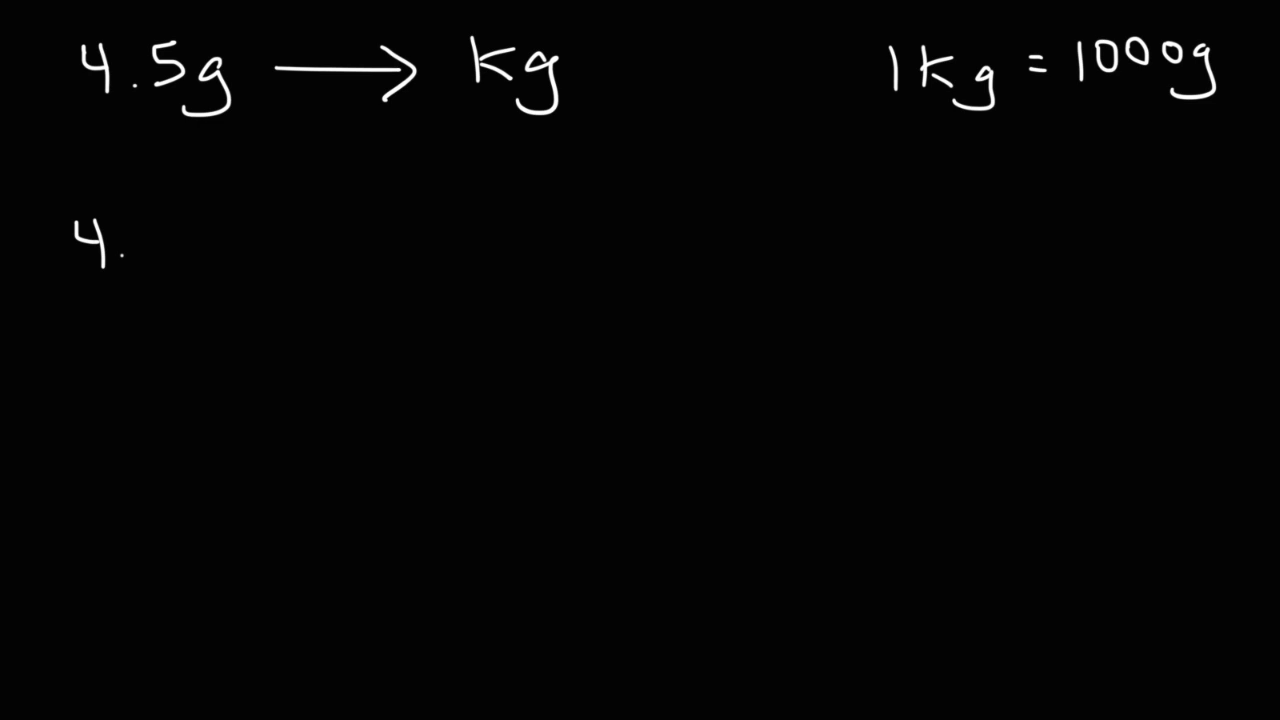 4.5g → kg 1kg = 1000g
4.